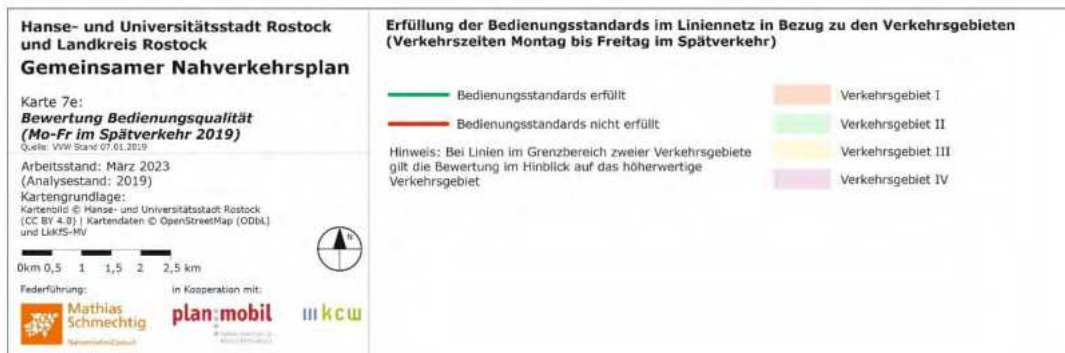 Hanse- und Universitätsstadt Rostock
und Landkreis Rostock
Gemeinsamer Nahverkehrsplan
Karte 7e:
Bewertung Bedienungsqualität
(Mo-Fr im Spätverkehr 2019)
Quelle: VVW Stand 07.01.2019
Arbeitsstand: März 2023
(Analysestand: 2019)
Kartengrundlage:
Kartenbild © Hanse- und Universitätsstadt Rostock
(CC BY 4.0) | Kartendaten © OpenStreetMap (ODbL)
und LkKfS-MV
N
0km 0,5 1 1,5 2 2,5 km
Federführung:
in Kooperation mit:
Mathias
Schmechtig
NahverkehrsConsult
plan:mobil
mkcw
Erfüllung der Bedienungsstandards im Liniennetz in Bezug zu den Verkehrsgebieten
(Verkehrszeiten Montag bis Freitag im Spätverkehr)
Bedienungsstandards erfüllt
Bedienungsstandards nicht erfüllt
Hinweis: Bei Linien im Grenzbereich zweier Verkehrsgebiete
gilt die Bewertung im Hinblick auf das höherwertige
Verkehrsgebiet
Verkehrsgebiet I
Verkehrsgebiet II
Verkehrsgebiet III
Verkehrsgebiet IV